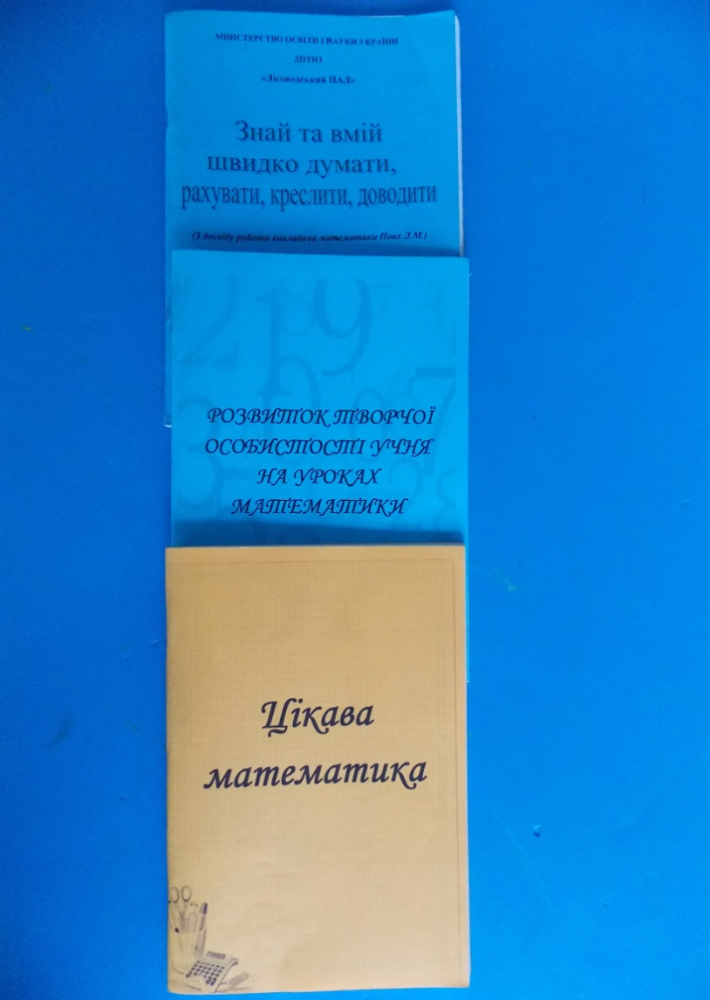 МІНІСТЕРСТВО ОСВІТИ І НАУКИ УКРАЇНИ
ДПТНЗ
«Лісоводський ПАЛ»
Знай та вмій
швидко думати,
рахувати, креслити, доводити
(З досвіду роботи викладача математики Повх Л.М.)
РОЗВИТОК ТВОРЧОЇ
ОСОБИСТОСТІ УЧНЯ
НА УРОКАХ
МАТЕМАТИКИ
Цікава
математика